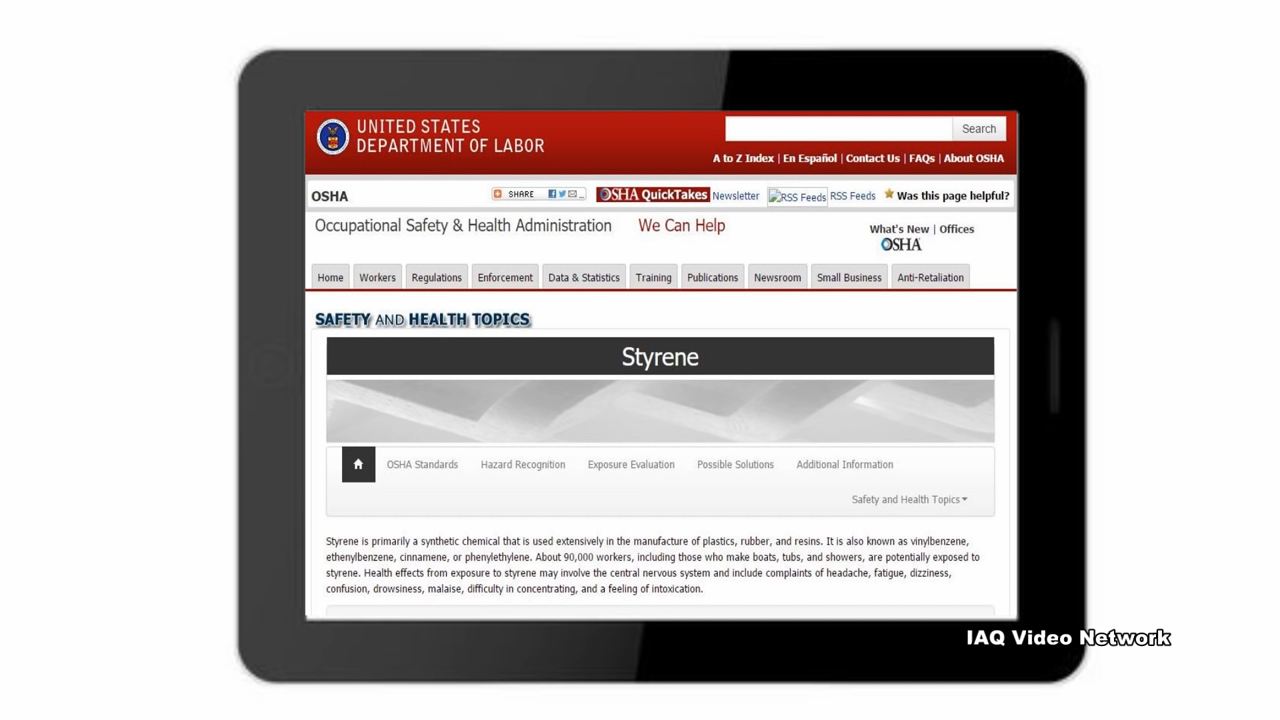 UNITED STATES
DEPARTMENT OF LABOR
Search
A to Z Index | En Español | Contact Us | FAQs | About OSHA
OSHA
SHARE
OSHA QuickTakes Newsletter RSS Feeds RSS Feeds Was this page helpful?
Occupational Safety & Health Administration We Can Help
What's New | Offices
OSHA
Home Workers Regulations Enforcement Data & Statistics Training Publications Newsroom Small Business Anti-Retaliation
SAFETY AND HEALTH TOPICS
Styrene
OSHA Standards Hazard Recognition Exposure Evaluation Possible Solutions Additional Information
Safety and Health Topics
Styrene is primarily a synthetic chemical that is used extensively in the manufacture of plastics, rubber, and resins. It is also known as vinylbenzene,
ethenylbenzene, cinnamene, or phenylethylene. About 90,000 workers, including those who make boats, tubs, and showers, are potentially exposed to
styrene. Health effects from exposure to styrene may involve the central nervous system and include complaints of headache, fatigue, dizziness,
confusion, drowsiness, malaise, difficulty in concentrating, and a feeling of intoxication.
IAQ Video Network